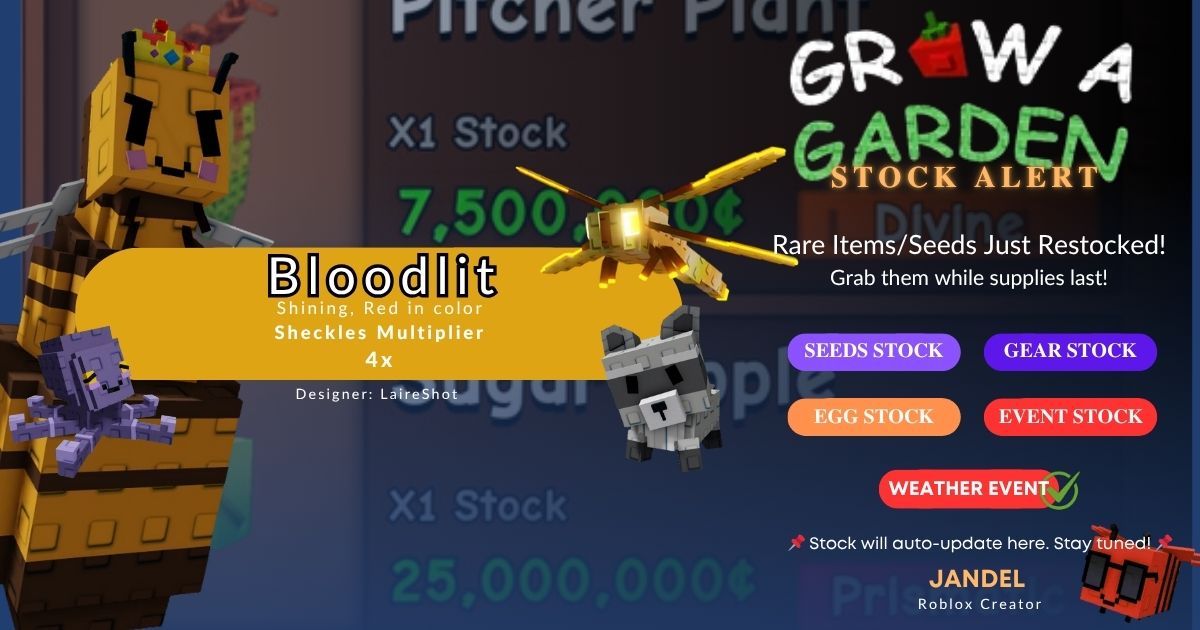 Pitcher Plant
X1 Stock
7,500,000¢
Divine
Bloodlit
Shining, Red in color
Sheckles Multiplier
4x
Designer: LaireShot
Sugar Apple
X1 Stock
25,000,000¢
GROW A
GARDEN
STOCK ALERT
Rare Items/Seeds Just Restocked!
Grab them while supplies last!
SEEDS STOCK
GEAR STOCK
EGG STOCK
EVENT STOCK
WEATHER EVENT
Stock will auto-update here. Stay tuned!
JANDEL
Roblox Creator